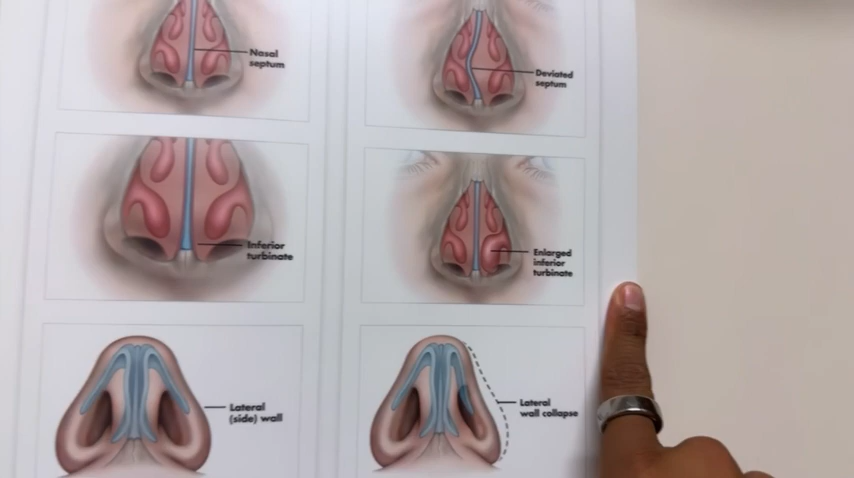 Nasal
septum
Deviated
septum
Inferior
turbinate
Enlarged
inferior
turbinate
Lateral
(side) wall
Lateral
wall collapse